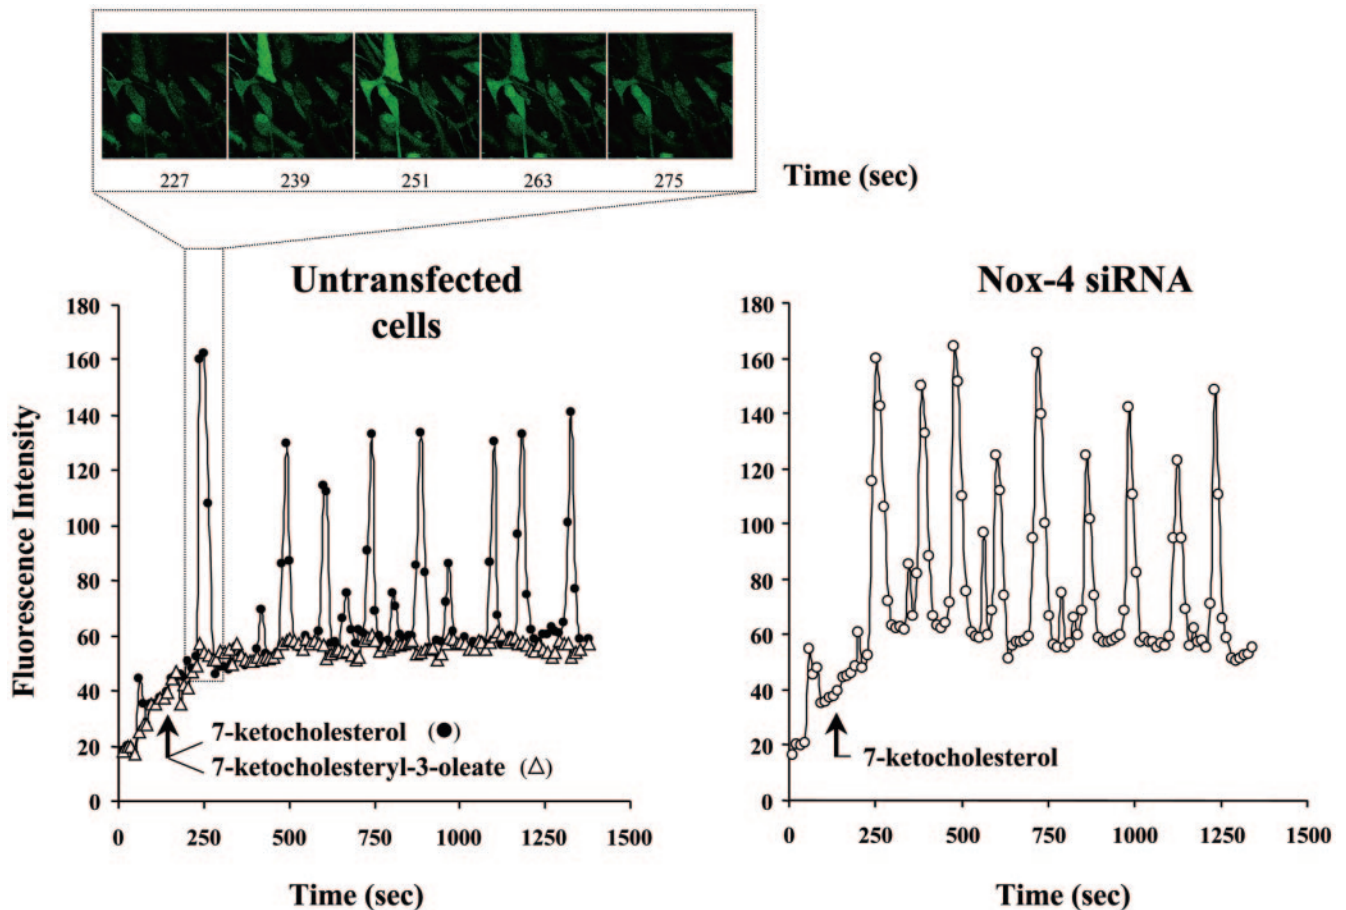 227 239 251 263 275
Time (sec)
Untransfected
cells
Nox-4 siRNA
Fluorescence Intensity
180
160
140
120
100
80
60
40
20
0
7-ketocholesterol (●)
7-ketocholesteryl-3-oleate (△)
0 250 500 750 1000 1250 1500
Time (sec)
180
160
140
120
100
80
60
40
20
0
7-ketocholesterol
0 250 500 750 1000 1250 1500
Time (sec)